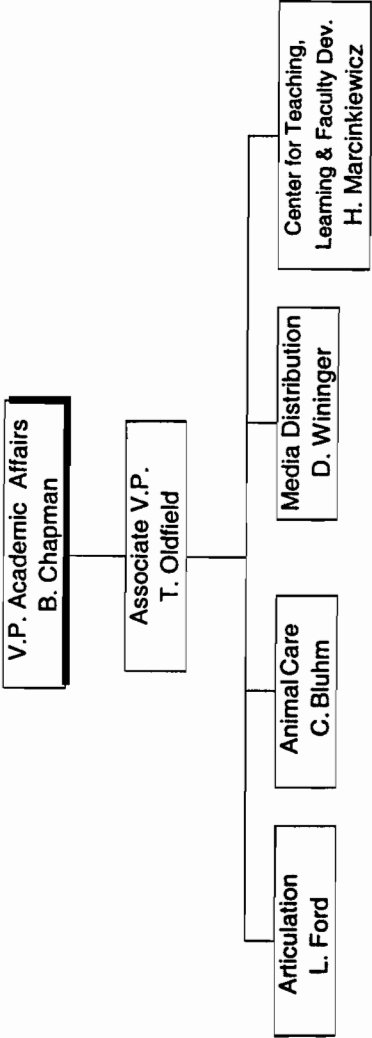 V.P. Academic Affairs
B. Chapman
Associate V.P.
T. Oldfield
Articulation
L. Ford
Animal Care
C. Bluhm
Media Distribution
D. Wininger
Center for Teaching,
Learning & Faculty Dev.
H. Marcinkiewicz